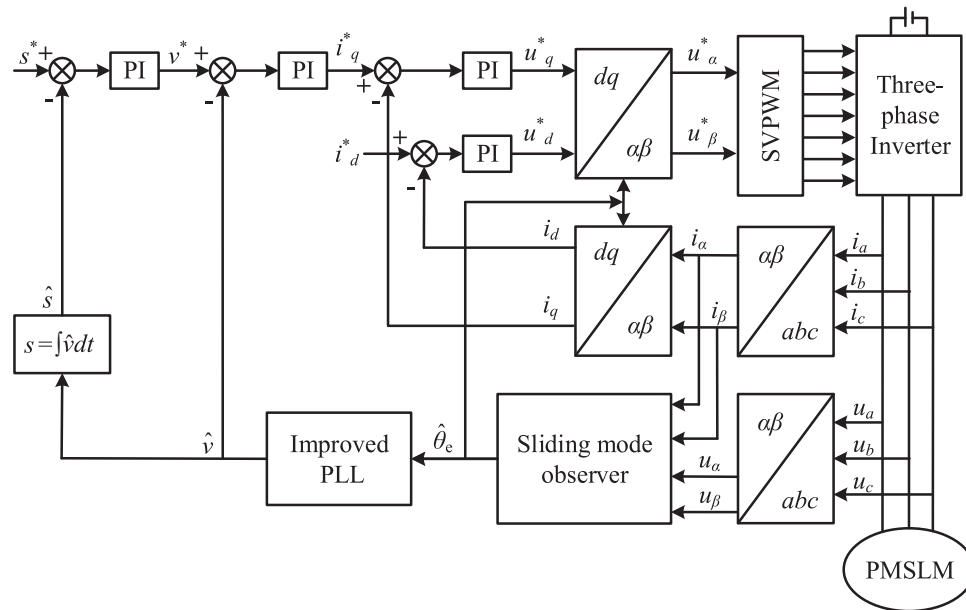 s* + - PI v* + - PI i*q + - PI u*q dq αβ u*α u*β SVPWM Three-phase Inverter
i*d + - PI u*d
id iq dq αβ iα iβ αβ abc ia ib ic
ŝ
s=∫v̂dt
v̂ Improved PLL θ̂e Sliding mode observer uα uβ αβ abc ua ub uc
PMSLM